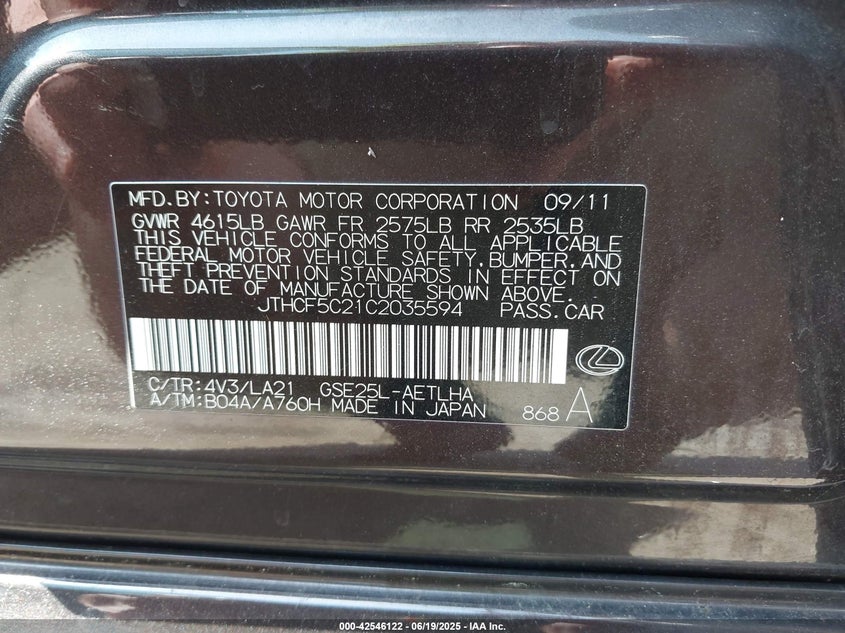 MFD.BY:TOYOTA MOTOR CORPORATION 09/11
GVWR 4615LB GAWR FR 2575LB RR 2535LB
THIS VEHICLE CONFORMS TO ALL APPLICABLE
FEDERAL MOTOR VEHICLE SAFETY,BUMPER,AND
THEFT PREVENTION STANDARDS IN EFFECT ON
THE DATE OF MANUFACTURE SHOWN ABOVE.
JTHCF5C21C2035594 PASS.CAR
C/TR:4V3/LA21 GSE25L-AETLHA
A/TM:B04A/A760H MADE IN JAPAN 868 A
000-42546122 / 06/19/2025 - IAA Inc.